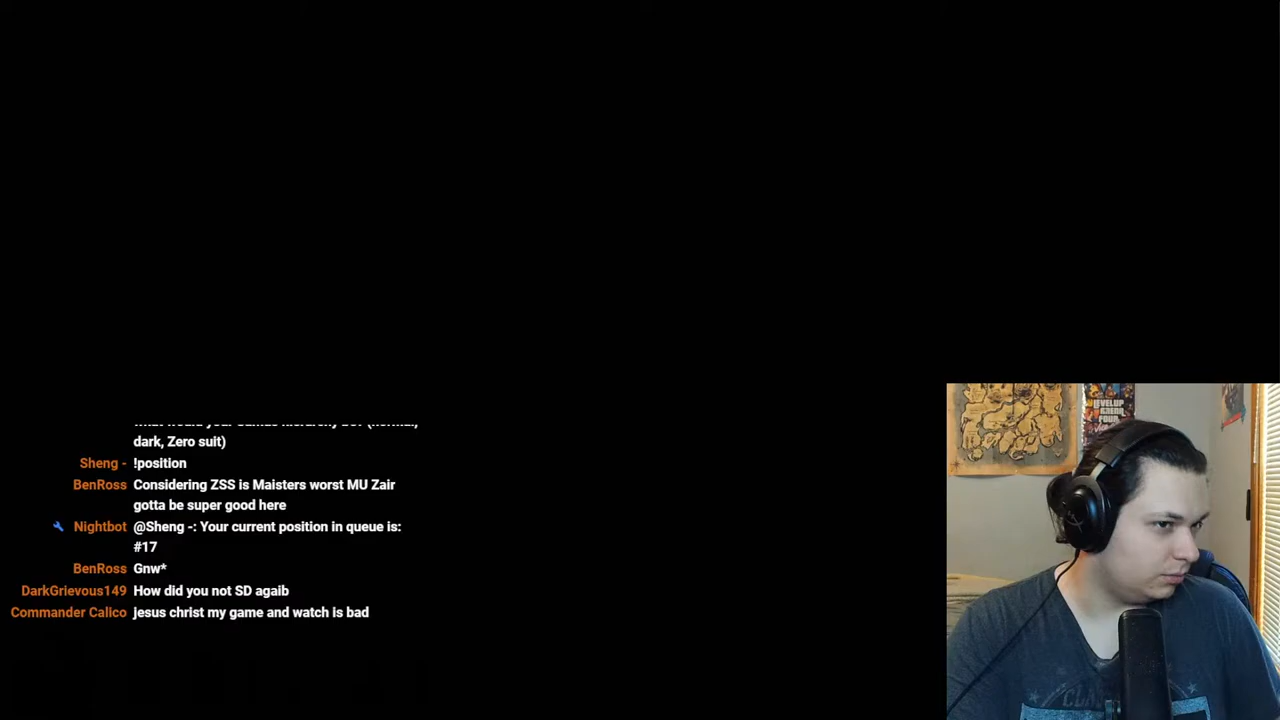 dark, Zero suit)
Sheng - !position
BenRoss Considering ZSS is Maisters worst MU Zair
gotta be super good here
Nightbot @Sheng -: Your current position in queue is:
#17
BenRoss Gnw*
DarkGrievous149 How did you not SD agaib
Commander Calico jesus christ my game and watch is bad
LEVELUP
FOUR